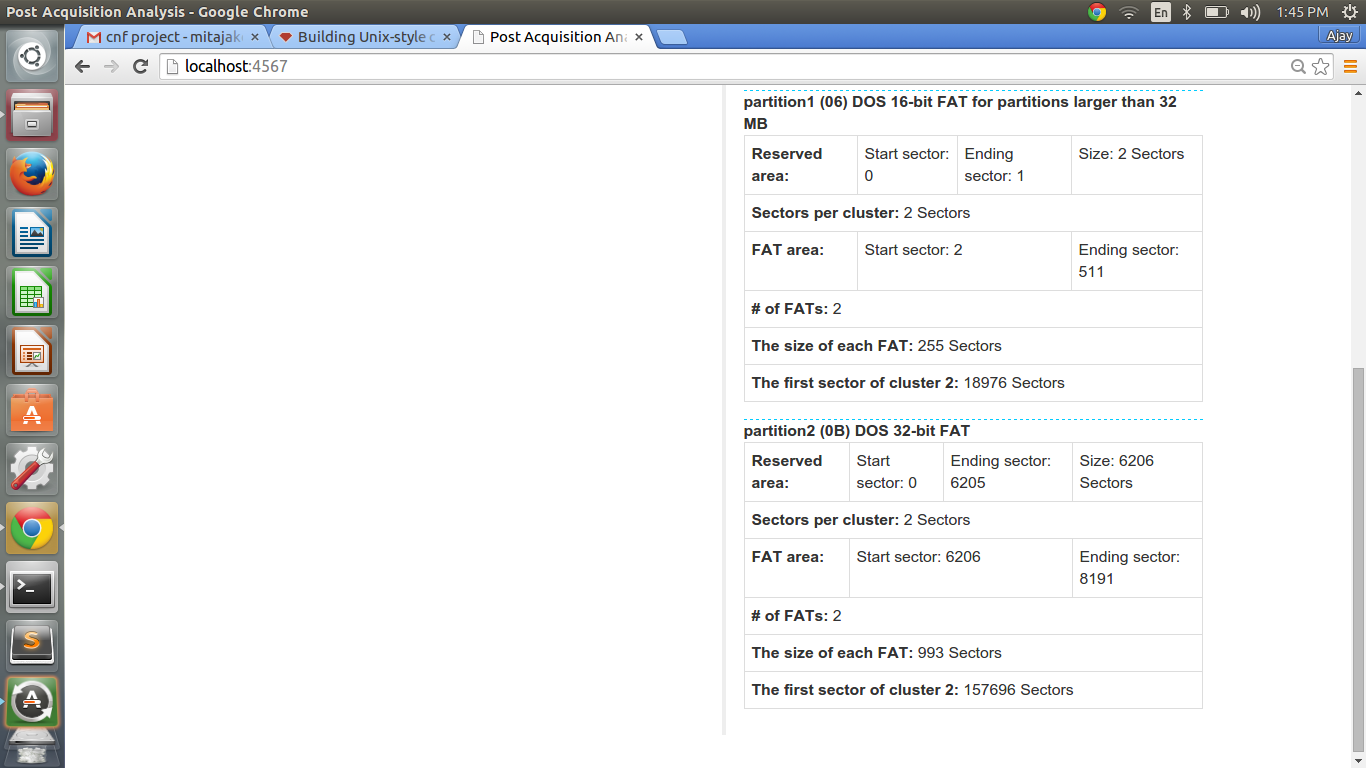 Post Acquisition Analysis - Google Chrome
En
1:45 PM
cnf project - mitajak
Building Unix-style c
Post Acquisition Ana
Ajay
localhost:4567
partition1 (06) DOS 16-bit FAT for partitions larger than 32
MB
Reserved area:
Start sector: 0
Ending sector: 1
Size: 2 Sectors
Sectors per cluster: 2 Sectors
FAT area:
Start sector: 2
Ending sector: 511
# of FATs: 2
The size of each FAT: 255 Sectors
The first sector of cluster 2: 18976 Sectors
partition2 (0B) DOS 32-bit FAT
Reserved area:
Start sector: 0
Ending sector: 6205
Size: 6206 Sectors
Sectors per cluster: 2 Sectors
FAT area:
Start sector: 6206
Ending sector: 8191
# of FATs: 2
The size of each FAT: 993 Sectors
The first sector of cluster 2: 157696 Sectors